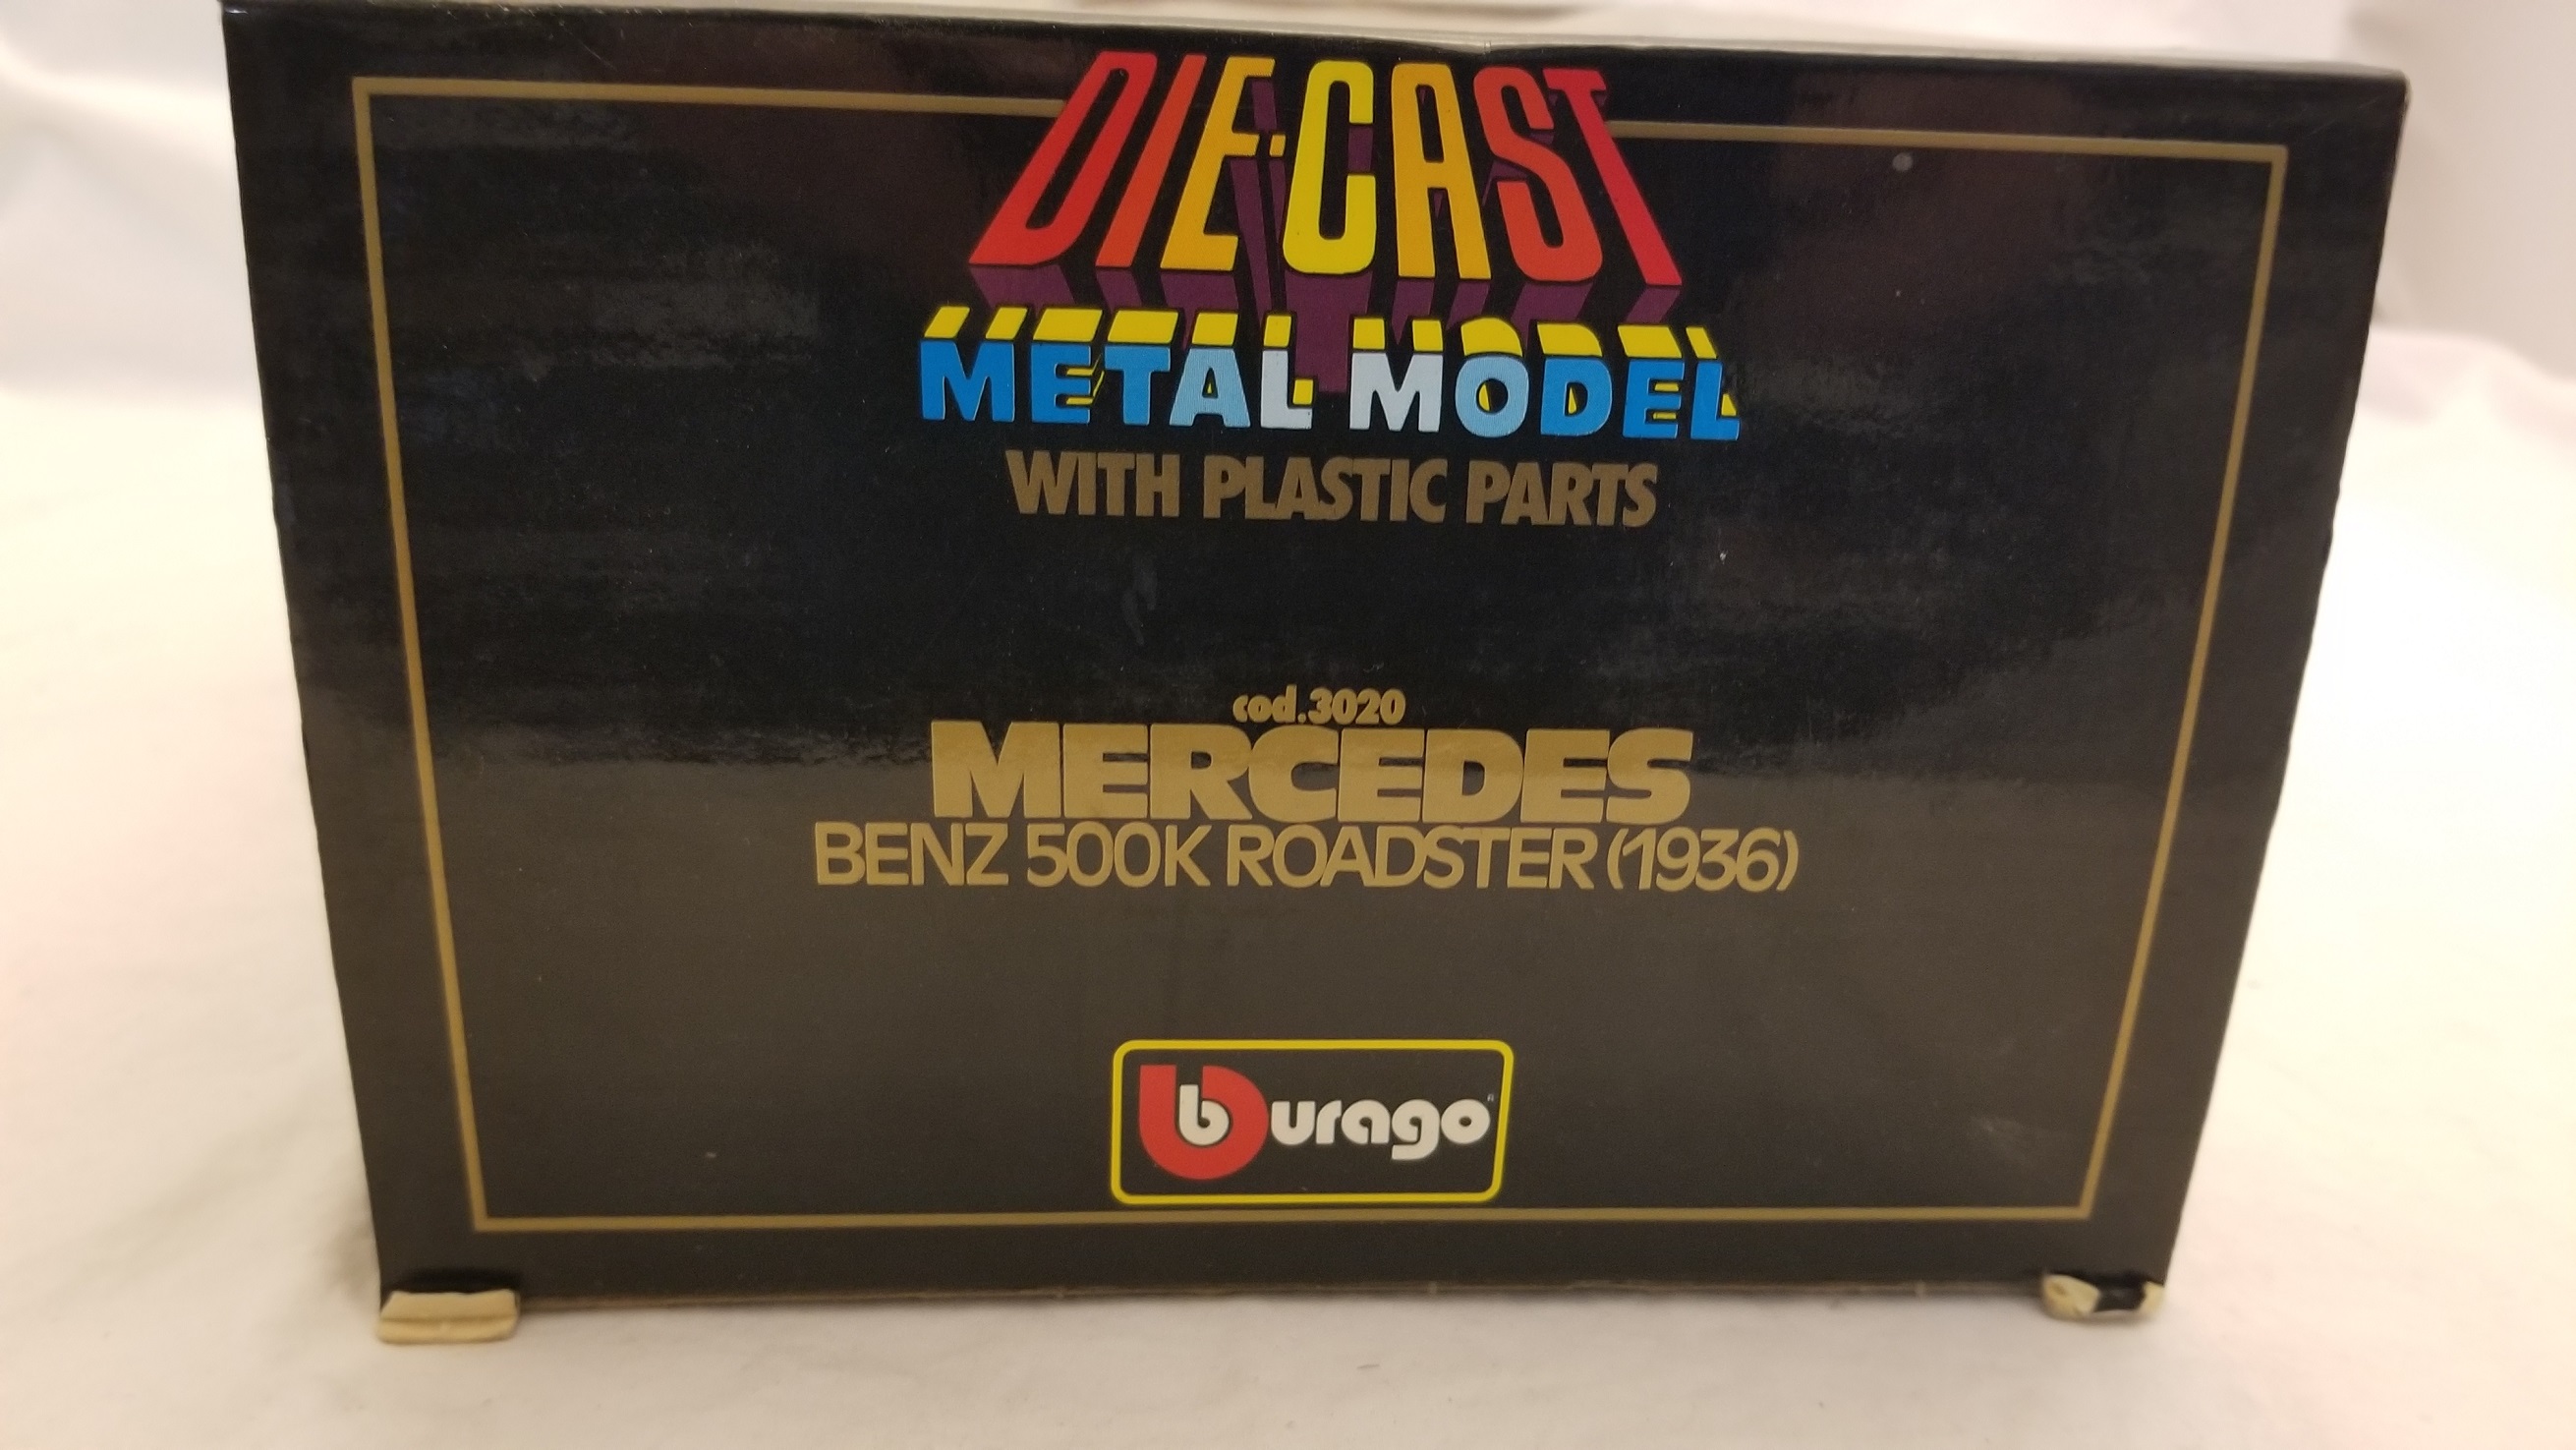 DIE·CAST
METAL MODEL
WITH PLASTIC PARTS
cod.3020
MERCEDES
BENZ 500K ROADSTER (1936)
burago